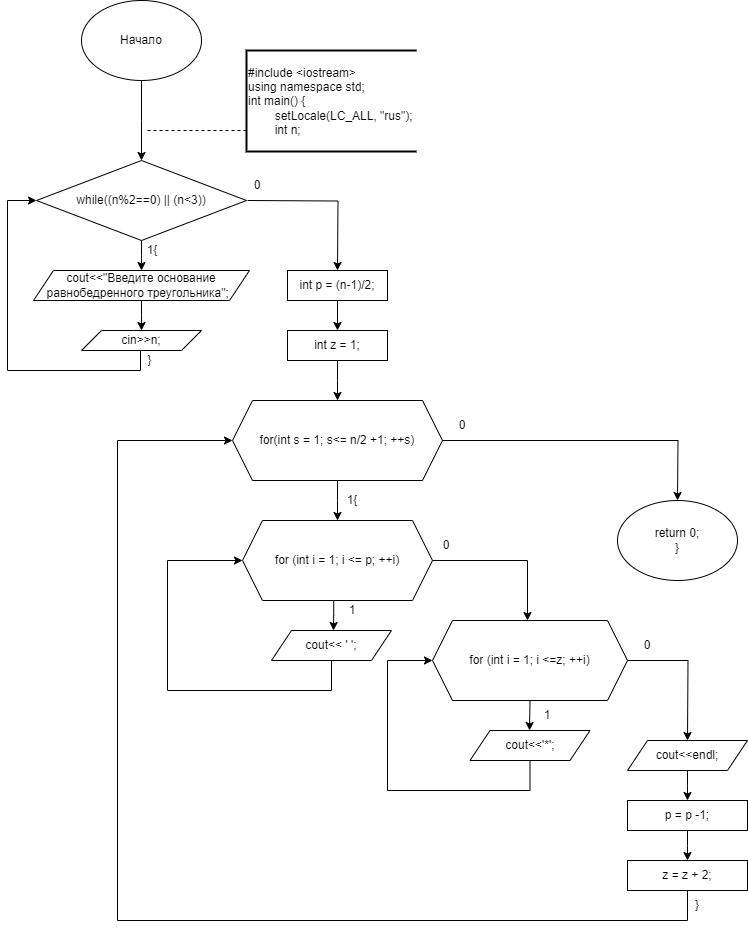 Начало
#include <iostream>
using namespace std;
int main() {
setLocale(LC_ALL, "rus");
int n;
while((n%2==0) || (n<3))
0
1{
cout<<"Введите основание
равнобедренного треугольника";
cin>>n;
}
int p = (n-1)/2;
int z = 1;
for(int s = 1; s<= n/2 +1; ++s)
0
1{
return 0;
}
for (int i = 1; i <= p; ++i)
0
1
cout<< ' ';
for (int i = 1; i <=z; ++i)
0
1
cout<<'*';
cout<<endl;
p = p -1;
z = z + 2;
}